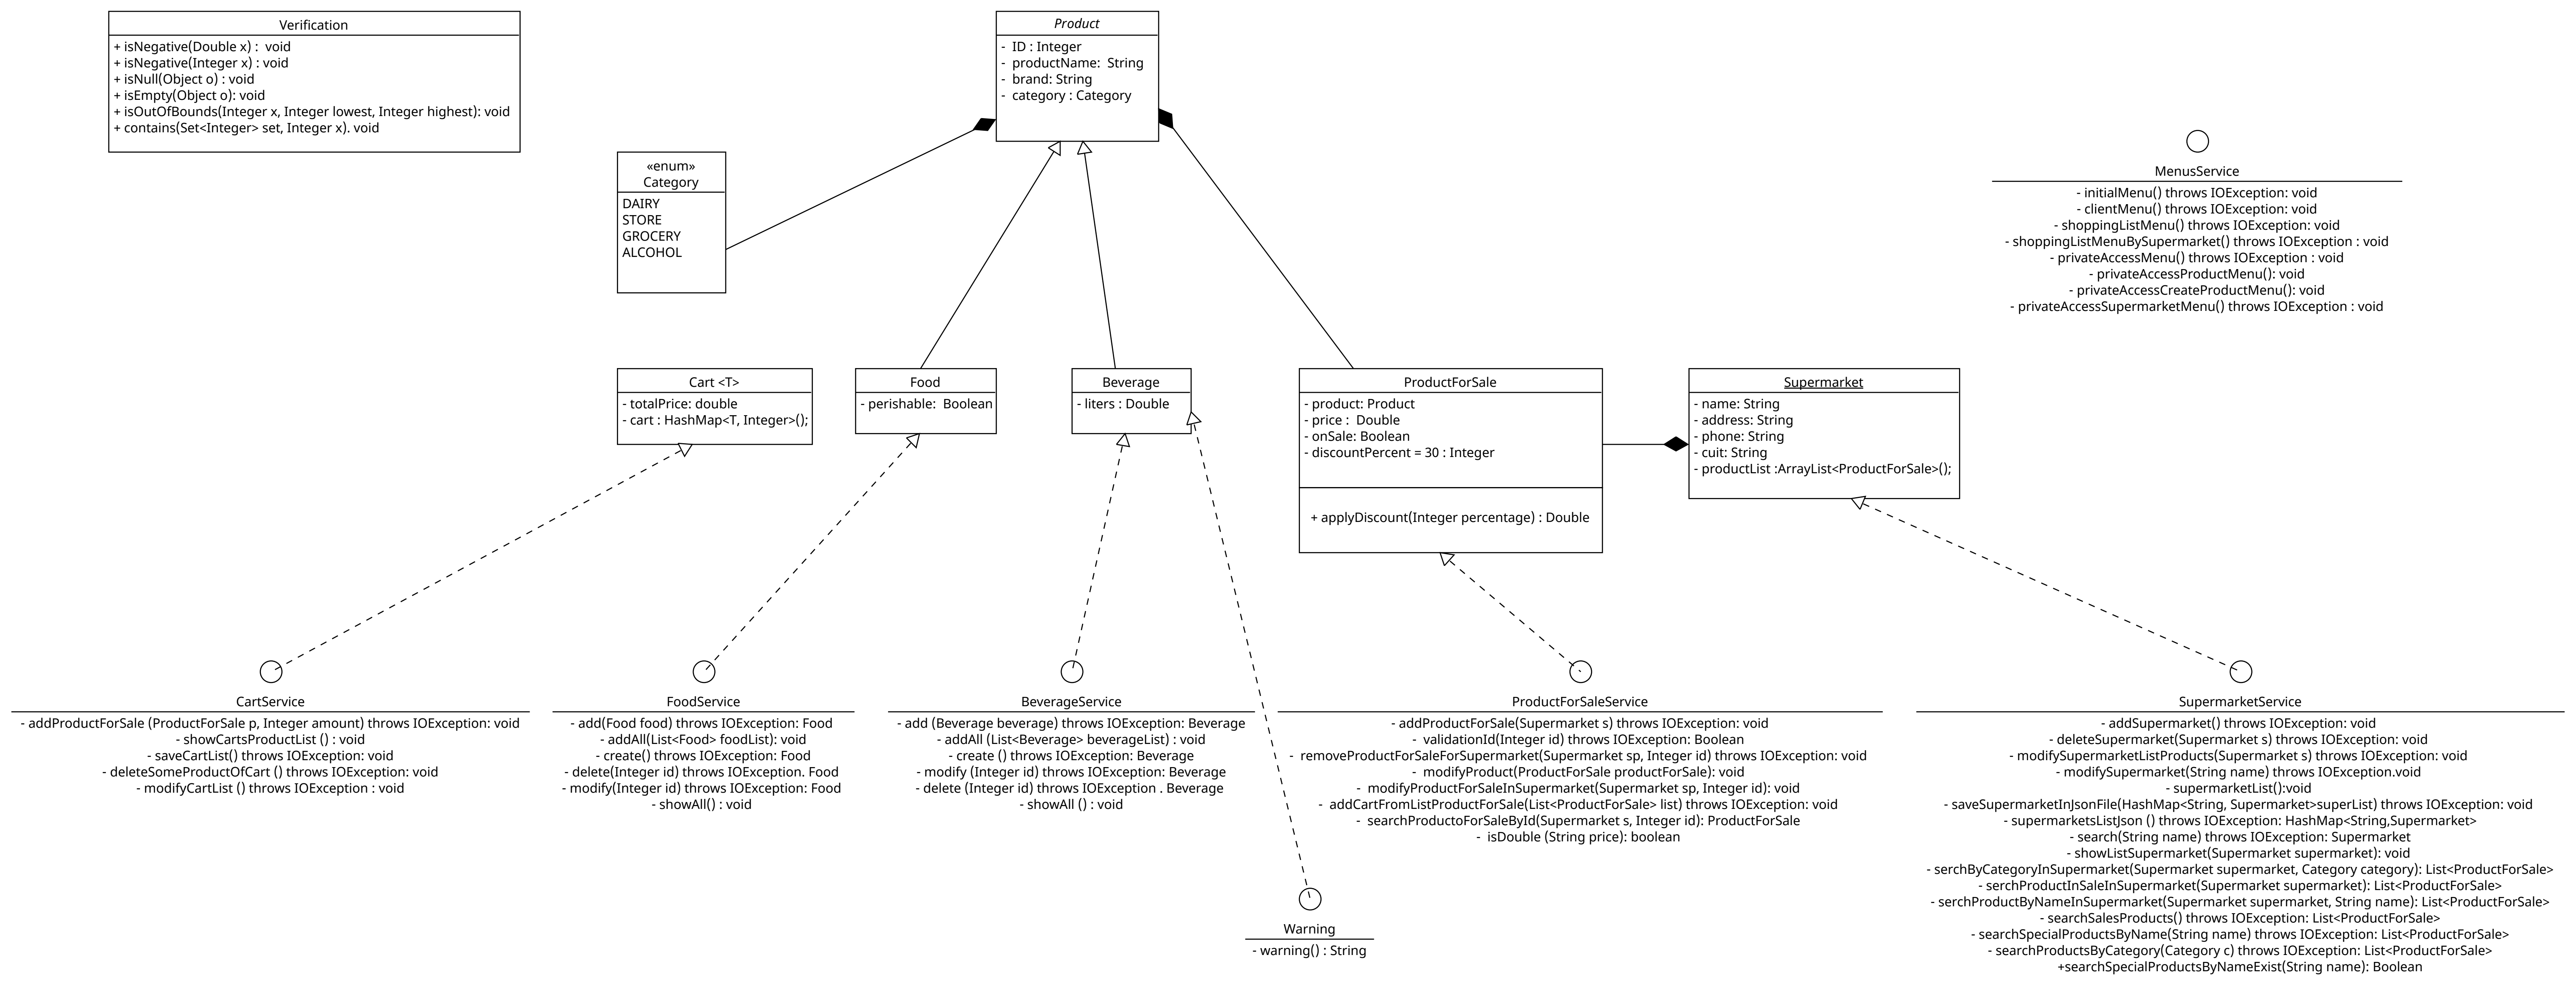 Verification
+ isNegative(Double x) :  void
+ isNegative(Integer x) : void
+ isNull(Object o) : void
+ isEmpty(Object o): void
+ isOutOfBounds(Integer x, Integer lowest, Integer highest): void
+ contains(Set<Integer> set, Integer x). void
Product
-  ID : Integer
-  productName:  String
-  brand: String
-  category : Category
«enum»
Category
DAIRY
STORE
GROCERY
ALCOHOL
MenusService
- initialMenu() throws IOException: void
- clientMenu() throws IOException: void
- shoppingListMenu() throws IOException: void
- shoppingListMenuBySupermarket() throws IOException : void
- privateAccessMenu() throws IOException : void
- privateAccessProductMenu(): void
- privateAccessCreateProductMenu(): void
- privateAccessSupermarketMenu() throws IOException : void
Cart <T>
- totalPrice: double
- cart : HashMap<T, Integer>();
Food
- perishable:  Boolean
Beverage
- liters : Double
ProductForSale
- product: Product
- price :  Double
- onSale: Boolean
- discountPercent = 30 : Integer
+ applyDiscount(Integer percentage) : Double
Supermarket
- name: String
- address: String
- phone: String
- cuit: String
- productList :ArrayList<ProductForSale>();
CartService
- addProductForSale (ProductForSale p, Integer amount) throws IOException: void
- showCartsProductList () : void
- saveCartList() throws IOException: void
- deleteSomeProductOfCart () throws IOException: void
- modifyCartList () throws IOException : void
FoodService
- add(Food food) throws IOException: Food
- addAll(List<Food> foodList): void
- create() throws IOException: Food
- delete(Integer id) throws IOException. Food
- modify(Integer id) throws IOException: Food
- showAll() : void
BeverageService
- add (Beverage beverage) throws IOException: Beverage
- addAll (List<Beverage> beverageList) : void
- create () throws IOException: Beverage
- modify (Integer id) throws IOException: Beverage
- delete (Integer id) throws IOException . Beverage
- showAll () : void
ProductForSaleService
- addProductForSale(Supermarket s) throws IOException: void
-  validationId(Integer id) throws IOException: Boolean
-  removeProductForSaleForSupermarket(Supermarket sp, Integer id) throws IOException: void
-  modifyProduct(ProductForSale productForSale): void
-  modifyProductForSaleInSupermarket(Supermarket sp, Integer id): void
-  addCartFromListProductForSale(List<ProductForSale> list) throws IOException: void
-  searchProductoForSaleById(Supermarket s, Integer id): ProductForSale
-  isDouble (String price): boolean
SupermarketService
- addSupermarket() throws IOException: void
- deleteSupermarket(Supermarket s) throws IOException: void
- modifySupermarketListProducts(Supermarket s) throws IOException: void
- modifySupermarket(String name) throws IOException.void
- supermarketList():void
- saveSupermarketInJsonFile(HashMap<String, Supermarket>superList) throws IOException: void
- supermarketsListJson () throws IOException: HashMap<String,Supermarket>
- search(String name) throws IOException: Supermarket
- showListSupermarket(Supermarket supermarket): void
- serchByCategoryInSupermarket(Supermarket supermarket, Category category): List<ProductForSale>
- serchProductInSaleInSupermarket(Supermarket supermarket): List<ProductForSale>
- serchProductByNameInSupermarket(Supermarket supermarket, String name): List<ProductForSale>
- searchSalesProducts() throws IOException: List<ProductForSale>
- searchSpecialProductsByName(String name) throws IOException: List<ProductForSale>
- searchProductsByCategory(Category c) throws IOException: List<ProductForSale>
+searchSpecialProductsByNameExist(String name): Boolean
Warning
- warning() : String